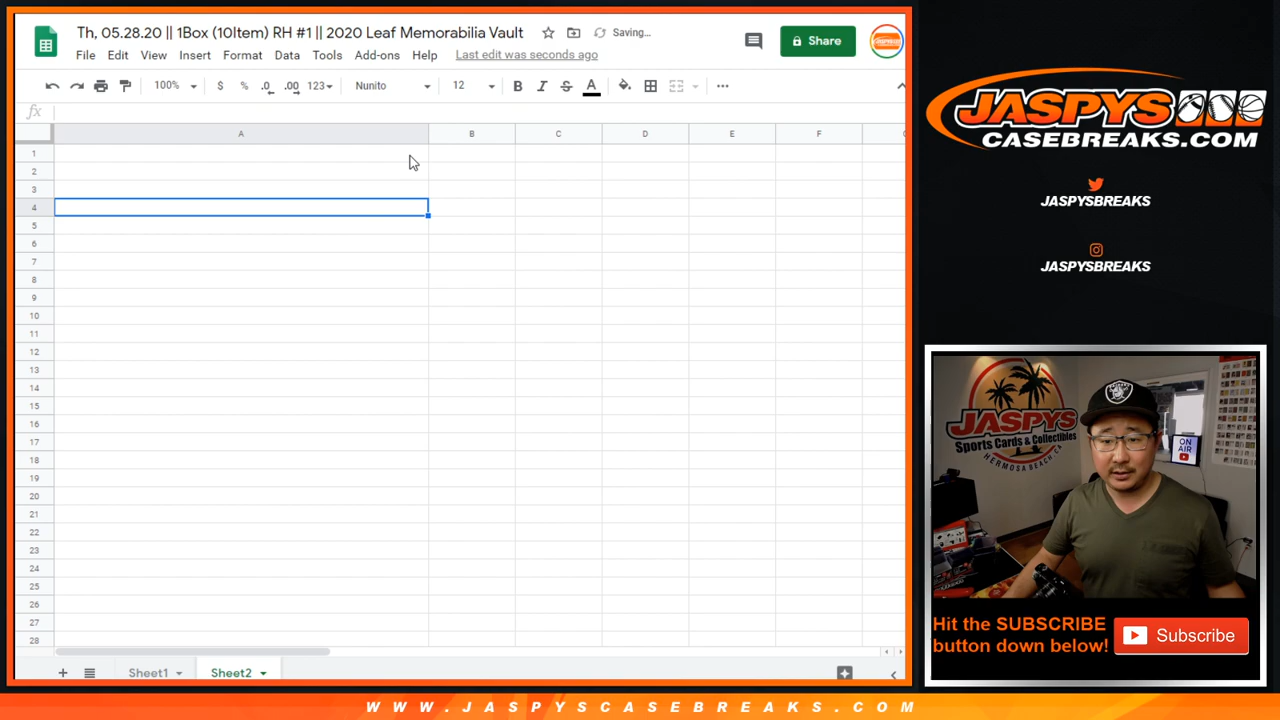 Th, 05.28.20 || 1Box (10Item) RH #1 || 2020 Leaf Memorabilia Vault
Saving...
Share
File Edit View Insert Format Data Tools Add-ons Help Last edit was seconds ago
100% $ % .0 .00 123 Nunito 12 B I S A
fx
A B C D E F
1
2
3
4
5
6
7
8
9
10
11
12
13
14
15
16
17
18
19
20
21
22
23
24
25
26
27
28
Sheet1 Sheet2
JASPYS
CASEBREAKS.COM
JASPYSBREAKS
JASPYSBREAKS
JASPYS
Sports Cards & Collectibles
HERMOSA BEACH CA
ON
AIR
Hit the SUBSCRIBE
button down below!
Subscribe
WWW.JASPYSCASEBREAKS.COM